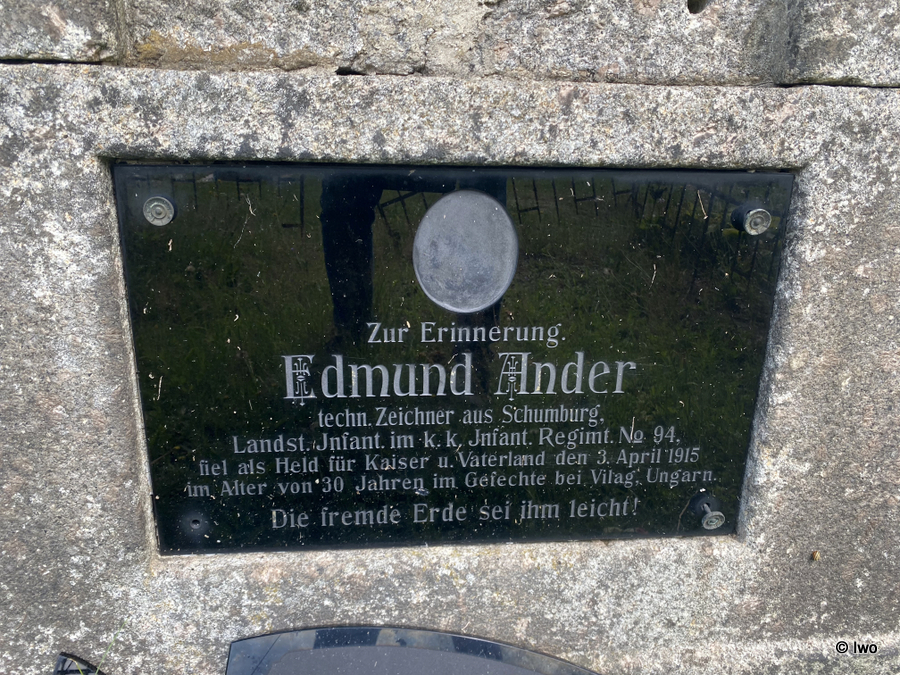 Zur Erinnerung.
Edmund Ander
techn. Zeichner aus Schumburg,
Landst. Jnfant. im k. k. Jnfant. Regimt. No 94,
fiel als Held für Kaiser u. Vaterland den 3. April 1915
im Alter von 30 Jahren im Gefechte bei Vilag, Ungarn.
Die fremde Erde sei ihm leicht!
© Iwo